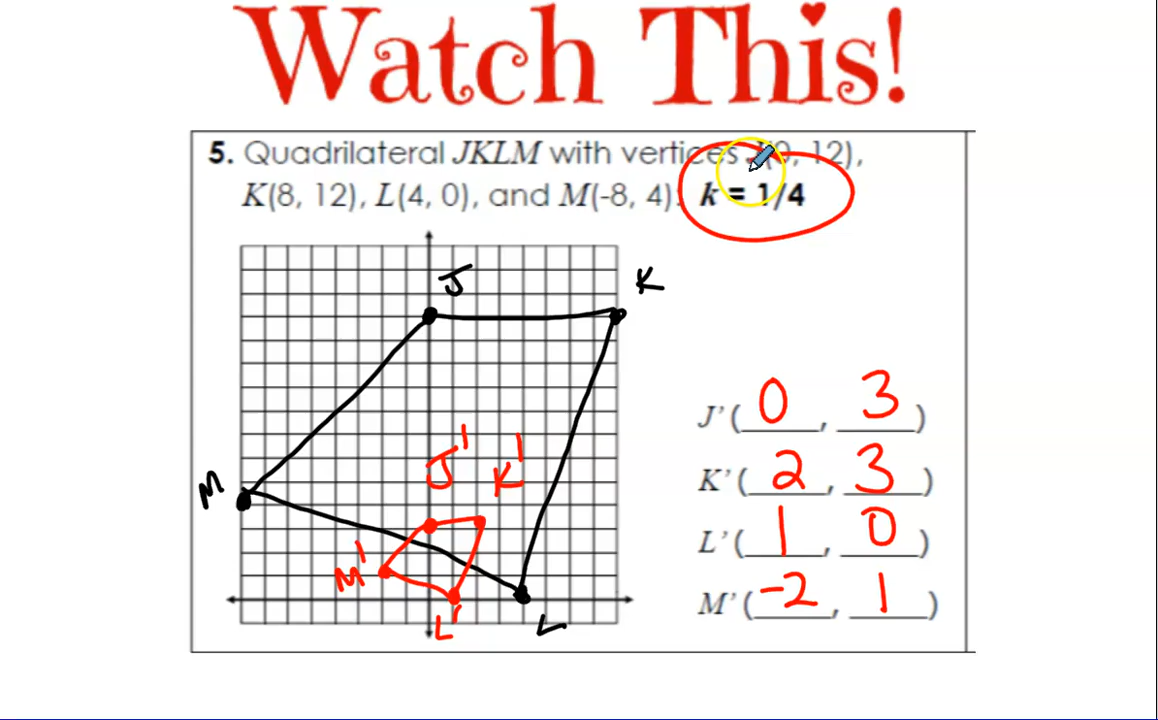 Watch This!
5. Quadrilateral JKLM with vertices J(0, 12),
K(8, 12), L(4, 0), and M(-8, 4). k = 1/4
J
K
M
J'
K'
M'
L'
L
J'( 0 , 3 )
K'( 2 , 3 )
L'( 1 , 0 )
M'( -2 , 1 )